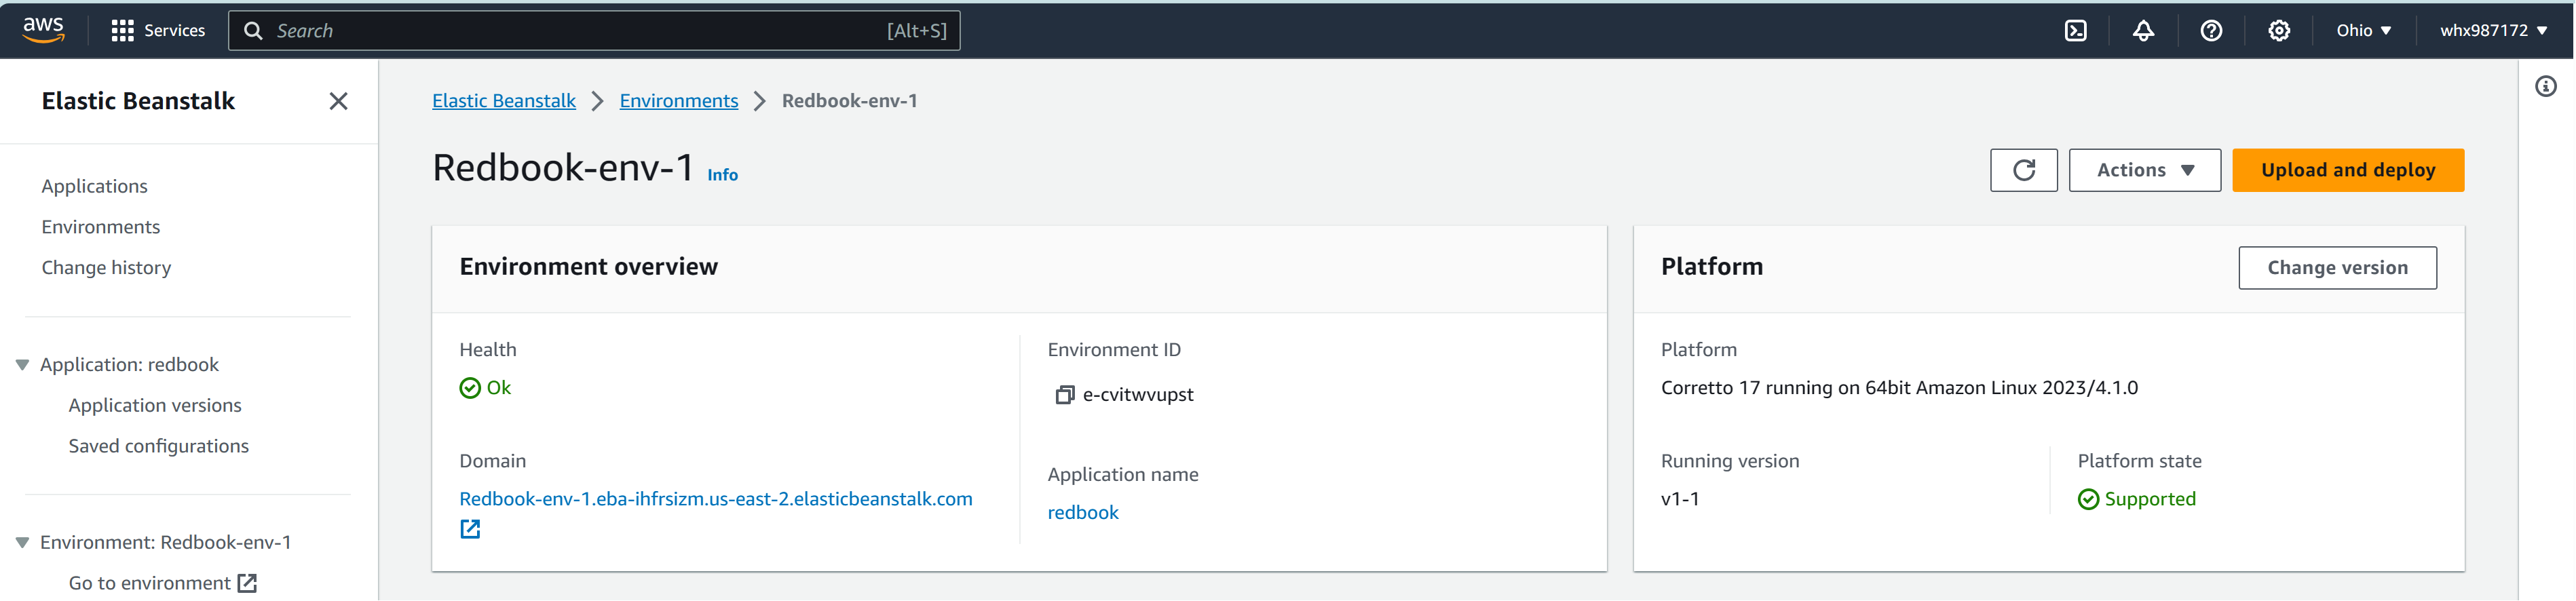 aws Services Search [Alt+S] Ohio whx987172
Elastic Beanstalk
Applications
Environments
Change history
Application: redbook
Application versions
Saved configurations
Environment: Redbook-env-1
Go to environment
Elastic Beanstalk Environments Redbook-env-1
Redbook-env-1 Info
Actions Upload and deploy
Environment overview
Health
Ok
Domain
Redbook-env-1.eba-ihfrsizm.us-east-2.elasticbeanstalk.com
Environment ID
e-cvitwvupst
Application name
redbook
Platform Change version
Platform
Corretto 17 running on 64bit Amazon Linux 2023/4.1.0
Running version
v1-1
Platform state
Supported